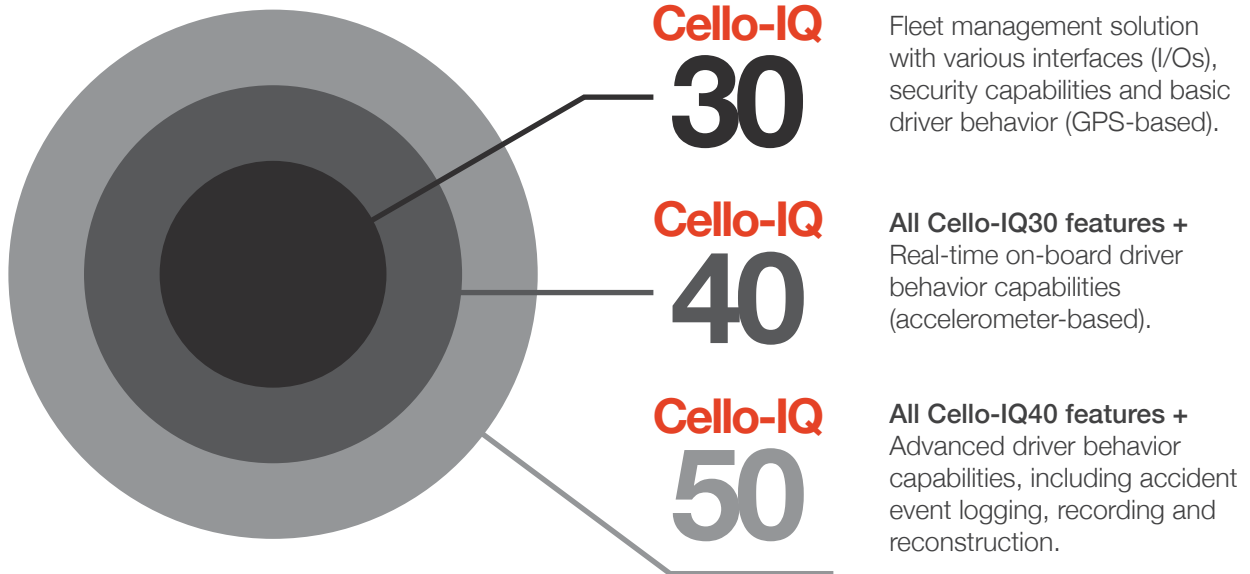 Cello-IQ
30
Fleet management solution
with various interfaces (I/Os),
security capabilities and basic
driver behavior (GPS-based).
Cello-IQ
40
All Cello-IQ30 features +
Real-time on-board driver
behavior capabilities
(accelerometer-based).
Cello-IQ
50
All Cello-IQ40 features +
Advanced driver behavior
capabilities, including accident
event logging, recording and
reconstruction.